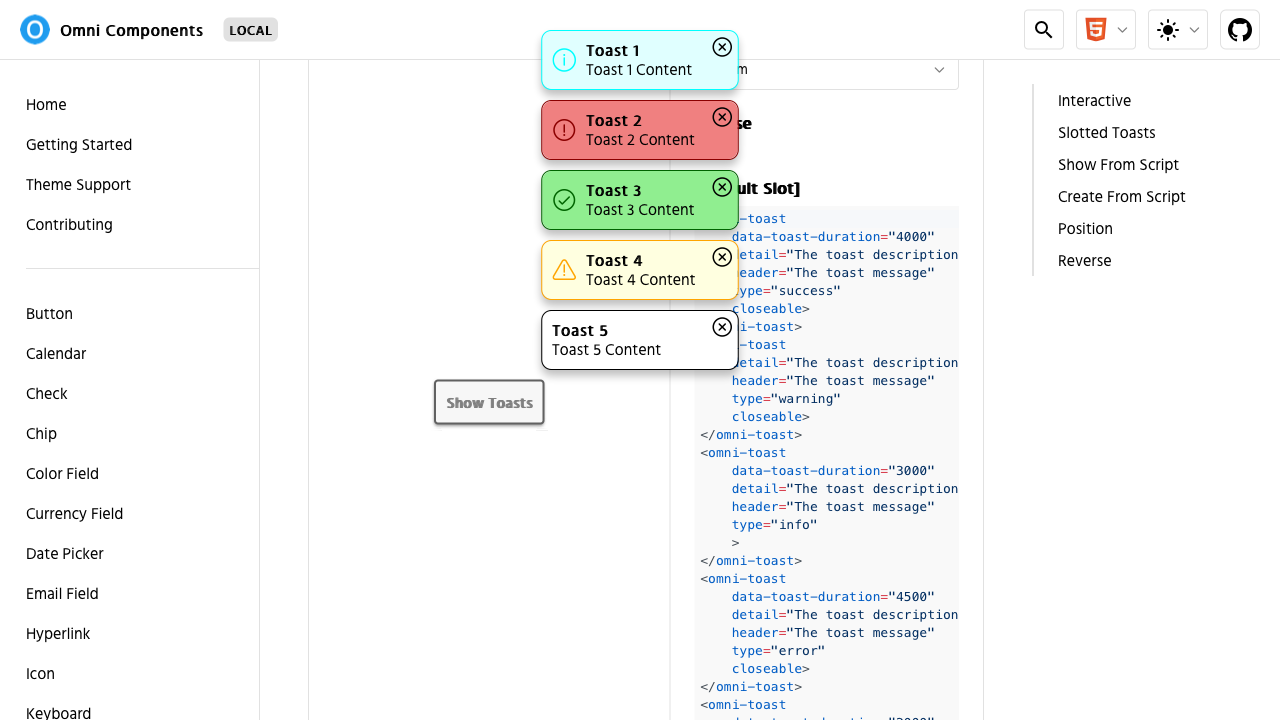 Omni Components
LOCAL
Home
Getting Started
Theme Support
Contributing
Button
Calendar
Check
Chip
Color Field
Currency Field
Date Picker
Email Field
Hyperlink
Icon
Keyboard
Toast 1
Toast 1 Content
Toast 2
Toast 2 Content
Toast 3
Toast 3 Content
Toast 4
Toast 4 Content
Toast 5
Toast 5 Content
Show Toasts
data-toast-duration="4000"
detail="The toast description
header="The toast message"
type="success"
closeable>
detail="The toast description
header="The toast message"
type="warning"
closeable>
</omni-toast>
<omni-toast
data-toast-duration="3000"
detail="The toast description
header="The toast message"
type="info"
>
</omni-toast>
<omni-toast
data-toast-duration="4500"
detail="The toast description
header="The toast message"
type="error"
closeable>
</omni-toast>
<omni-toast
Interactive
Slotted Toasts
Show From Script
Create From Script
Position
Reverse